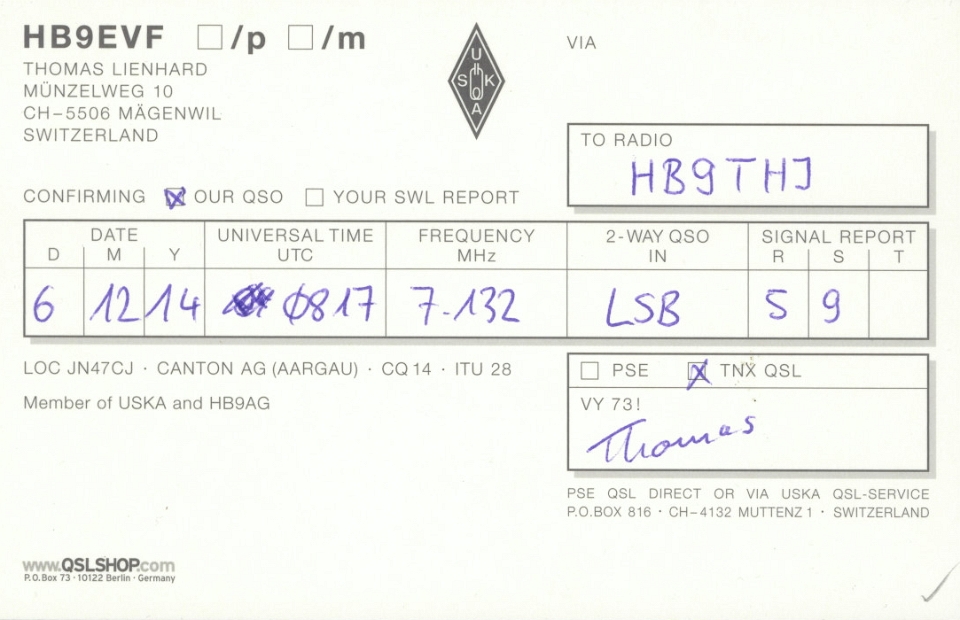 HB9EVF ☐/p ☐/m
THOMAS LIENHARD
MÜNZELWEG 10
CH-5506 MÄGENWIL
SWITZERLAND
USKA
VIA
TO RADIO
HB9THJ
CONFIRMING ☒ OUR QSO ☐ YOUR SWL REPORT
DATE UNIVERSAL TIME FREQUENCY 2-WAY QSO SIGNAL REPORT
D M Y UTC MHz IN R S T
6 12 14 0817 7.132 LSB 5 9
LOC JN47CJ · CANTON AG (AARGAU) · CQ 14 · ITU 28
Member of USKA and HB9AG
☐ PSE ☒ TNX QSL
VY 73!
Thomas
PSE QSL DIRECT OR VIA USKA QSL-SERVICE
P.O.BOX 816 · CH-4132 MUTTENZ 1 · SWITZERLAND
www.QSLSHOP.com
P.O.Box 73 · 10122 Berlin · Germany